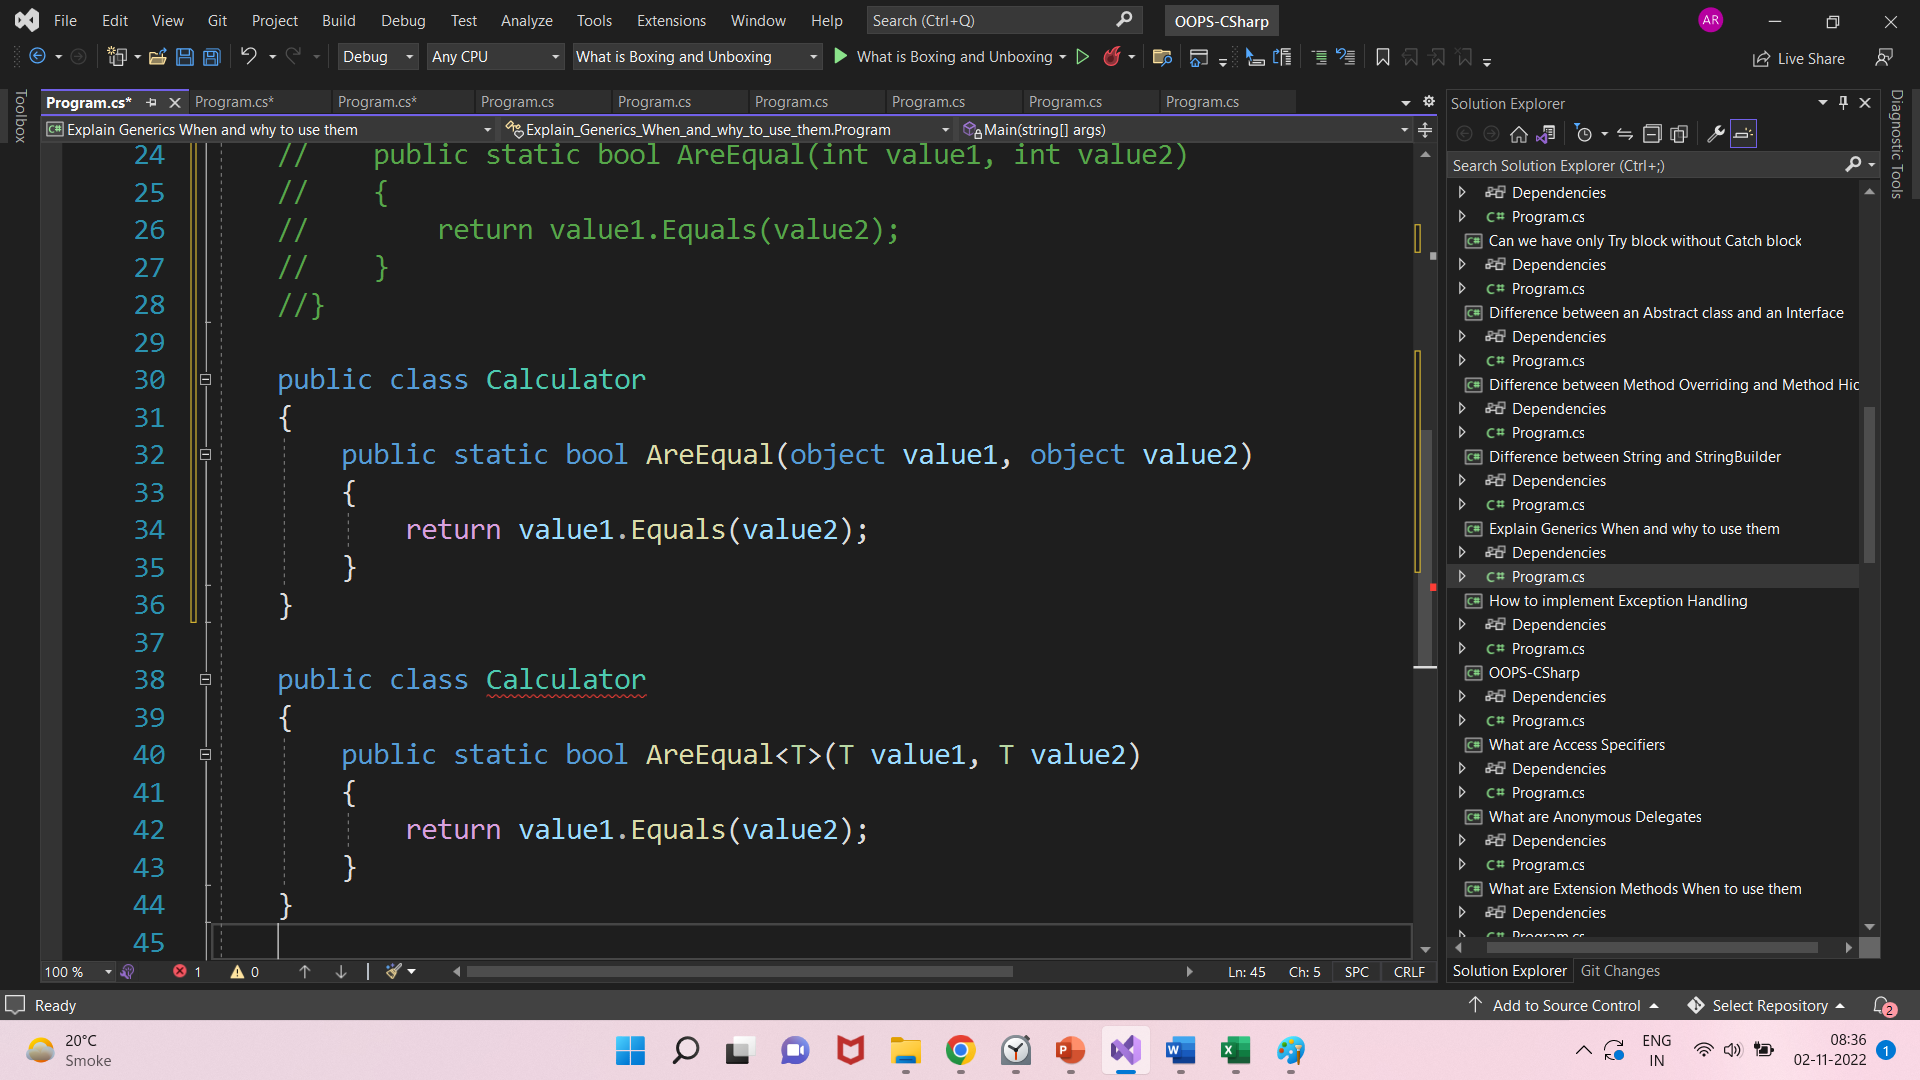 File Edit View Git Project Build Debug Test Analyze Tools Extensions Window Help Search (Ctrl+Q) OOPS-CSharp AR
Debug Any CPU What is Boxing and Unboxing What is Boxing and Unboxing Live Share
Toolbox
Program.cs* Program.cs* Program.cs* Program.cs Program.cs Program.cs Program.cs Program.cs Program.cs
C# Explain Generics When and why to use them Explain_Generics_When_and_why_to_use_them.Program Main(string[] args)
24 // public static bool AreEqual(int value1, int value2)
25 // {
26 // return value1.Equals(value2);
27 // }
28 //}
29
30 public class Calculator
31 {
32 public static bool AreEqual(object value1, object value2)
33 {
34 return value1.Equals(value2);
35 }
36 }
37
38 public class Calculator
39 {
40 public static bool AreEqual<T>(T value1, T value2)
41 {
42 return value1.Equals(value2);
43 }
44 }
45
100 % 1 0 Ln: 45 Ch: 5 SPC CRLF
Solution Explorer
Search Solution Explorer (Ctrl+;)
Dependencies
C# Program.cs
C# Can we have only Try block without Catch block
Dependencies
C# Program.cs
C# Difference between an Abstract class and an Interface
Dependencies
C# Program.cs
C# Difference between Method Overriding and Method Hic
Dependencies
C# Program.cs
C# Difference between String and StringBuilder
Dependencies
C# Program.cs
C# Explain Generics When and why to use them
Dependencies
C# Program.cs
C# How to implement Exception Handling
Dependencies
C# Program.cs
C# OOPS-CSharp
Dependencies
C# Program.cs
C# What are Access Specifiers
Dependencies
C# Program.cs
C# What are Anonymous Delegates
Dependencies
C# Program.cs
C# What are Extension Methods When to use them
Dependencies
C# Program.cs
Solution Explorer Git Changes
Diagnostic Tools
Ready Add to Source Control Select Repository 2
20°C
Smoke
ENG
IN
08:36
02-11-2022
1